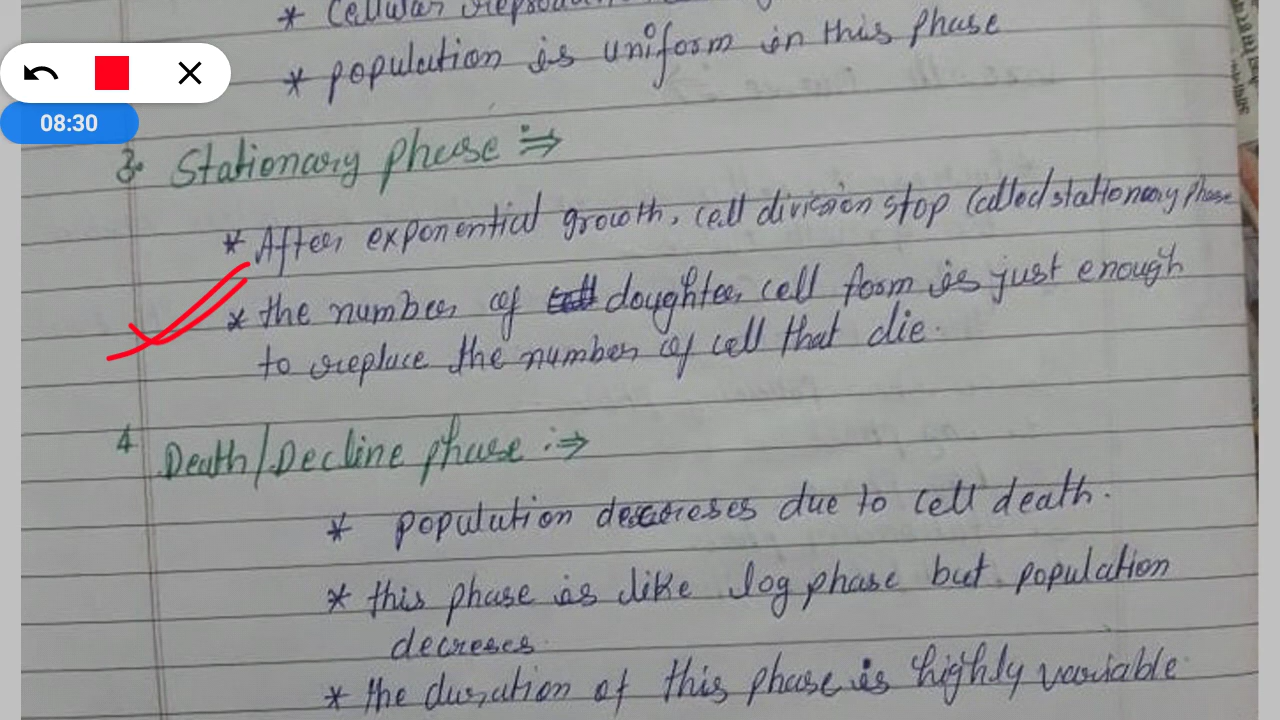 * Cellular
* population is uniform in this phase
08:30
3. Stationary phase :⇒
* After exponential growth, cell division stop called stationary phase
* the number of doughter cell form is just enough
to replace the number of cell that die.
4 Death/Decline phase :⇒
* population decreses due to cell death.
* this phase is like log phase but population
decreses.
* the duration of this phase is highly variable